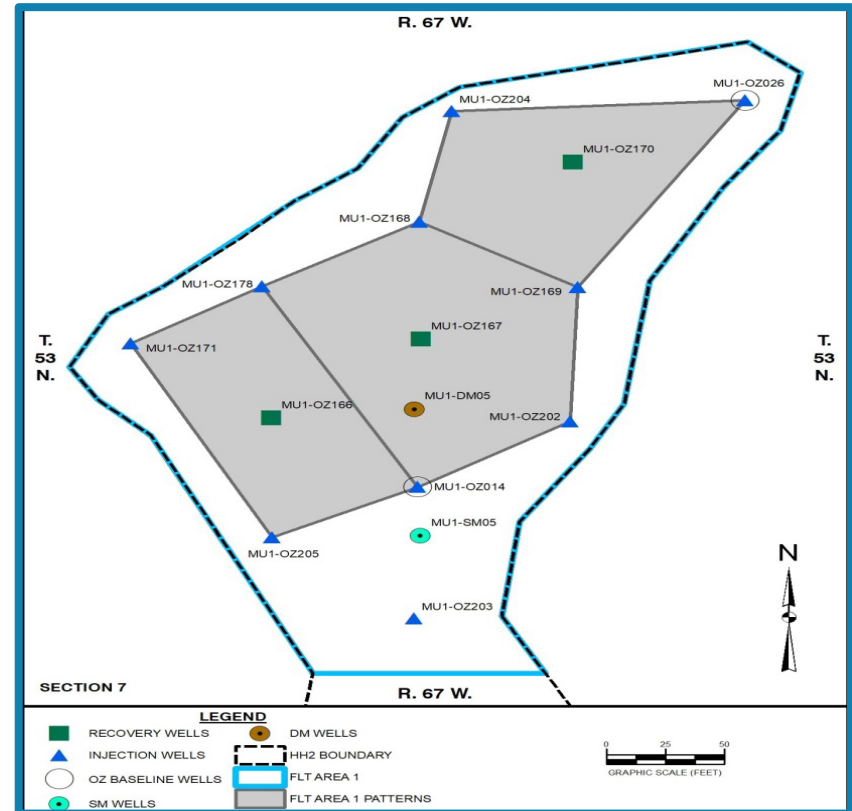 R. 67 W.
MU1-OZ026
MU1-OZ204
MU1-OZ170
MU1-OZ168
MU1-OZ178
MU1-OZ169
T.
53
N.
MU1-OZ171
MU1-OZ167
T.
53
N.
MU1-DM05
MU1-OZ166
MU1-OZ202
MU1-OZ014
MU1-SM05
MU1-OZ205
N
MU1-OZ203
SECTION 7
R. 67 W.
LEGEND
RECOVERY WELLS
DM WELLS
INJECTION WELLS
HH2 BOUNDARY
OZ BASELINE WELLS
FLT AREA 1
SM WELLS
FLT AREA 1 PATTERNS
0 25 50
GRAPHIC SCALE (FEET)